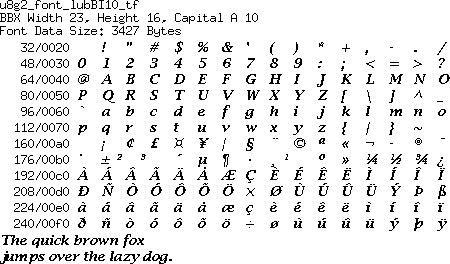 u8g2_font_lubBI10_tf
BBX Width 23, Height 16, Capital A 10
Font Data Size: 3427 Bytes
32/0020 ! " # $ % & ' ( ) * + , - . /
48/0030 0 1 2 3 4 5 6 7 8 9 : ; < = > ?
64/0040 @ A B C D E F G H I J K L M N O
80/0050 P Q R S T U V W X Y Z [ \ ] ^ _
96/0060 ` a b c d e f g h i j k l m n o
112/0070 p q r s t u v w x y z { | } ~
160/00a0 ¡ ¢ £ ¤ ¥ ¦ § ¨ © ª « ¬ - ® ¯
176/00b0 ° ± ² ³ ´ µ ¶ · ¸ ¹ º » ¼ ½ ¾ ¿
192/00c0 À Á Â Ã Ä Å Æ Ç È É Ê Ë Ì Í Î Ï
208/00d0 Ð Ñ Ò Ó Ô Õ Ö × Ø Ù Ú Û Ü Ý Þ ß
224/00e0 à á â ã ä å æ ç è é ê ë ì í î ï
240/00f0 ð ñ ò ó ô õ ö ÷ ø ù ú û ü ý þ ÿ
The quick brown fox
jumps over the lazy dog.